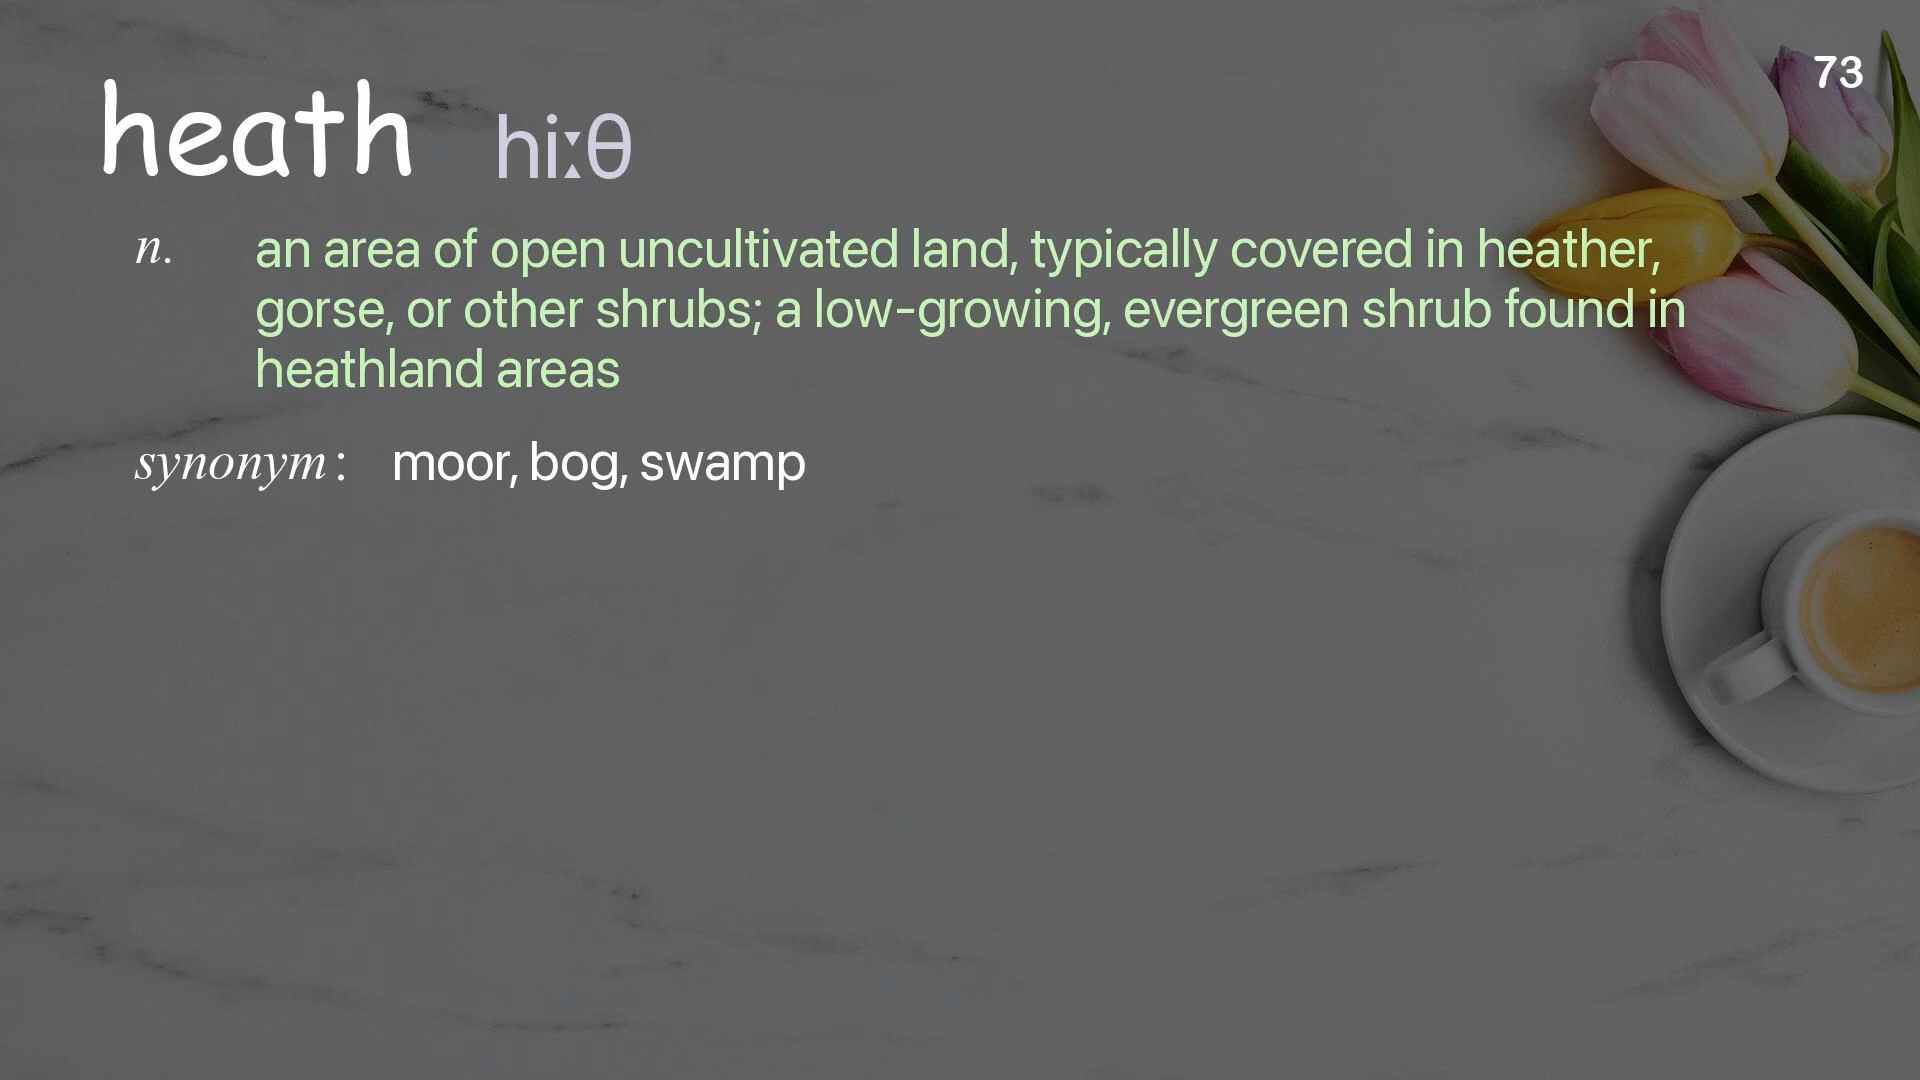 73
heath hiːθ
n. an area of open uncultivated land, typically covered in heather,
gorse, or other shrubs; a low-growing, evergreen shrub found in
heathland areas
synonym: moor, bog, swamp